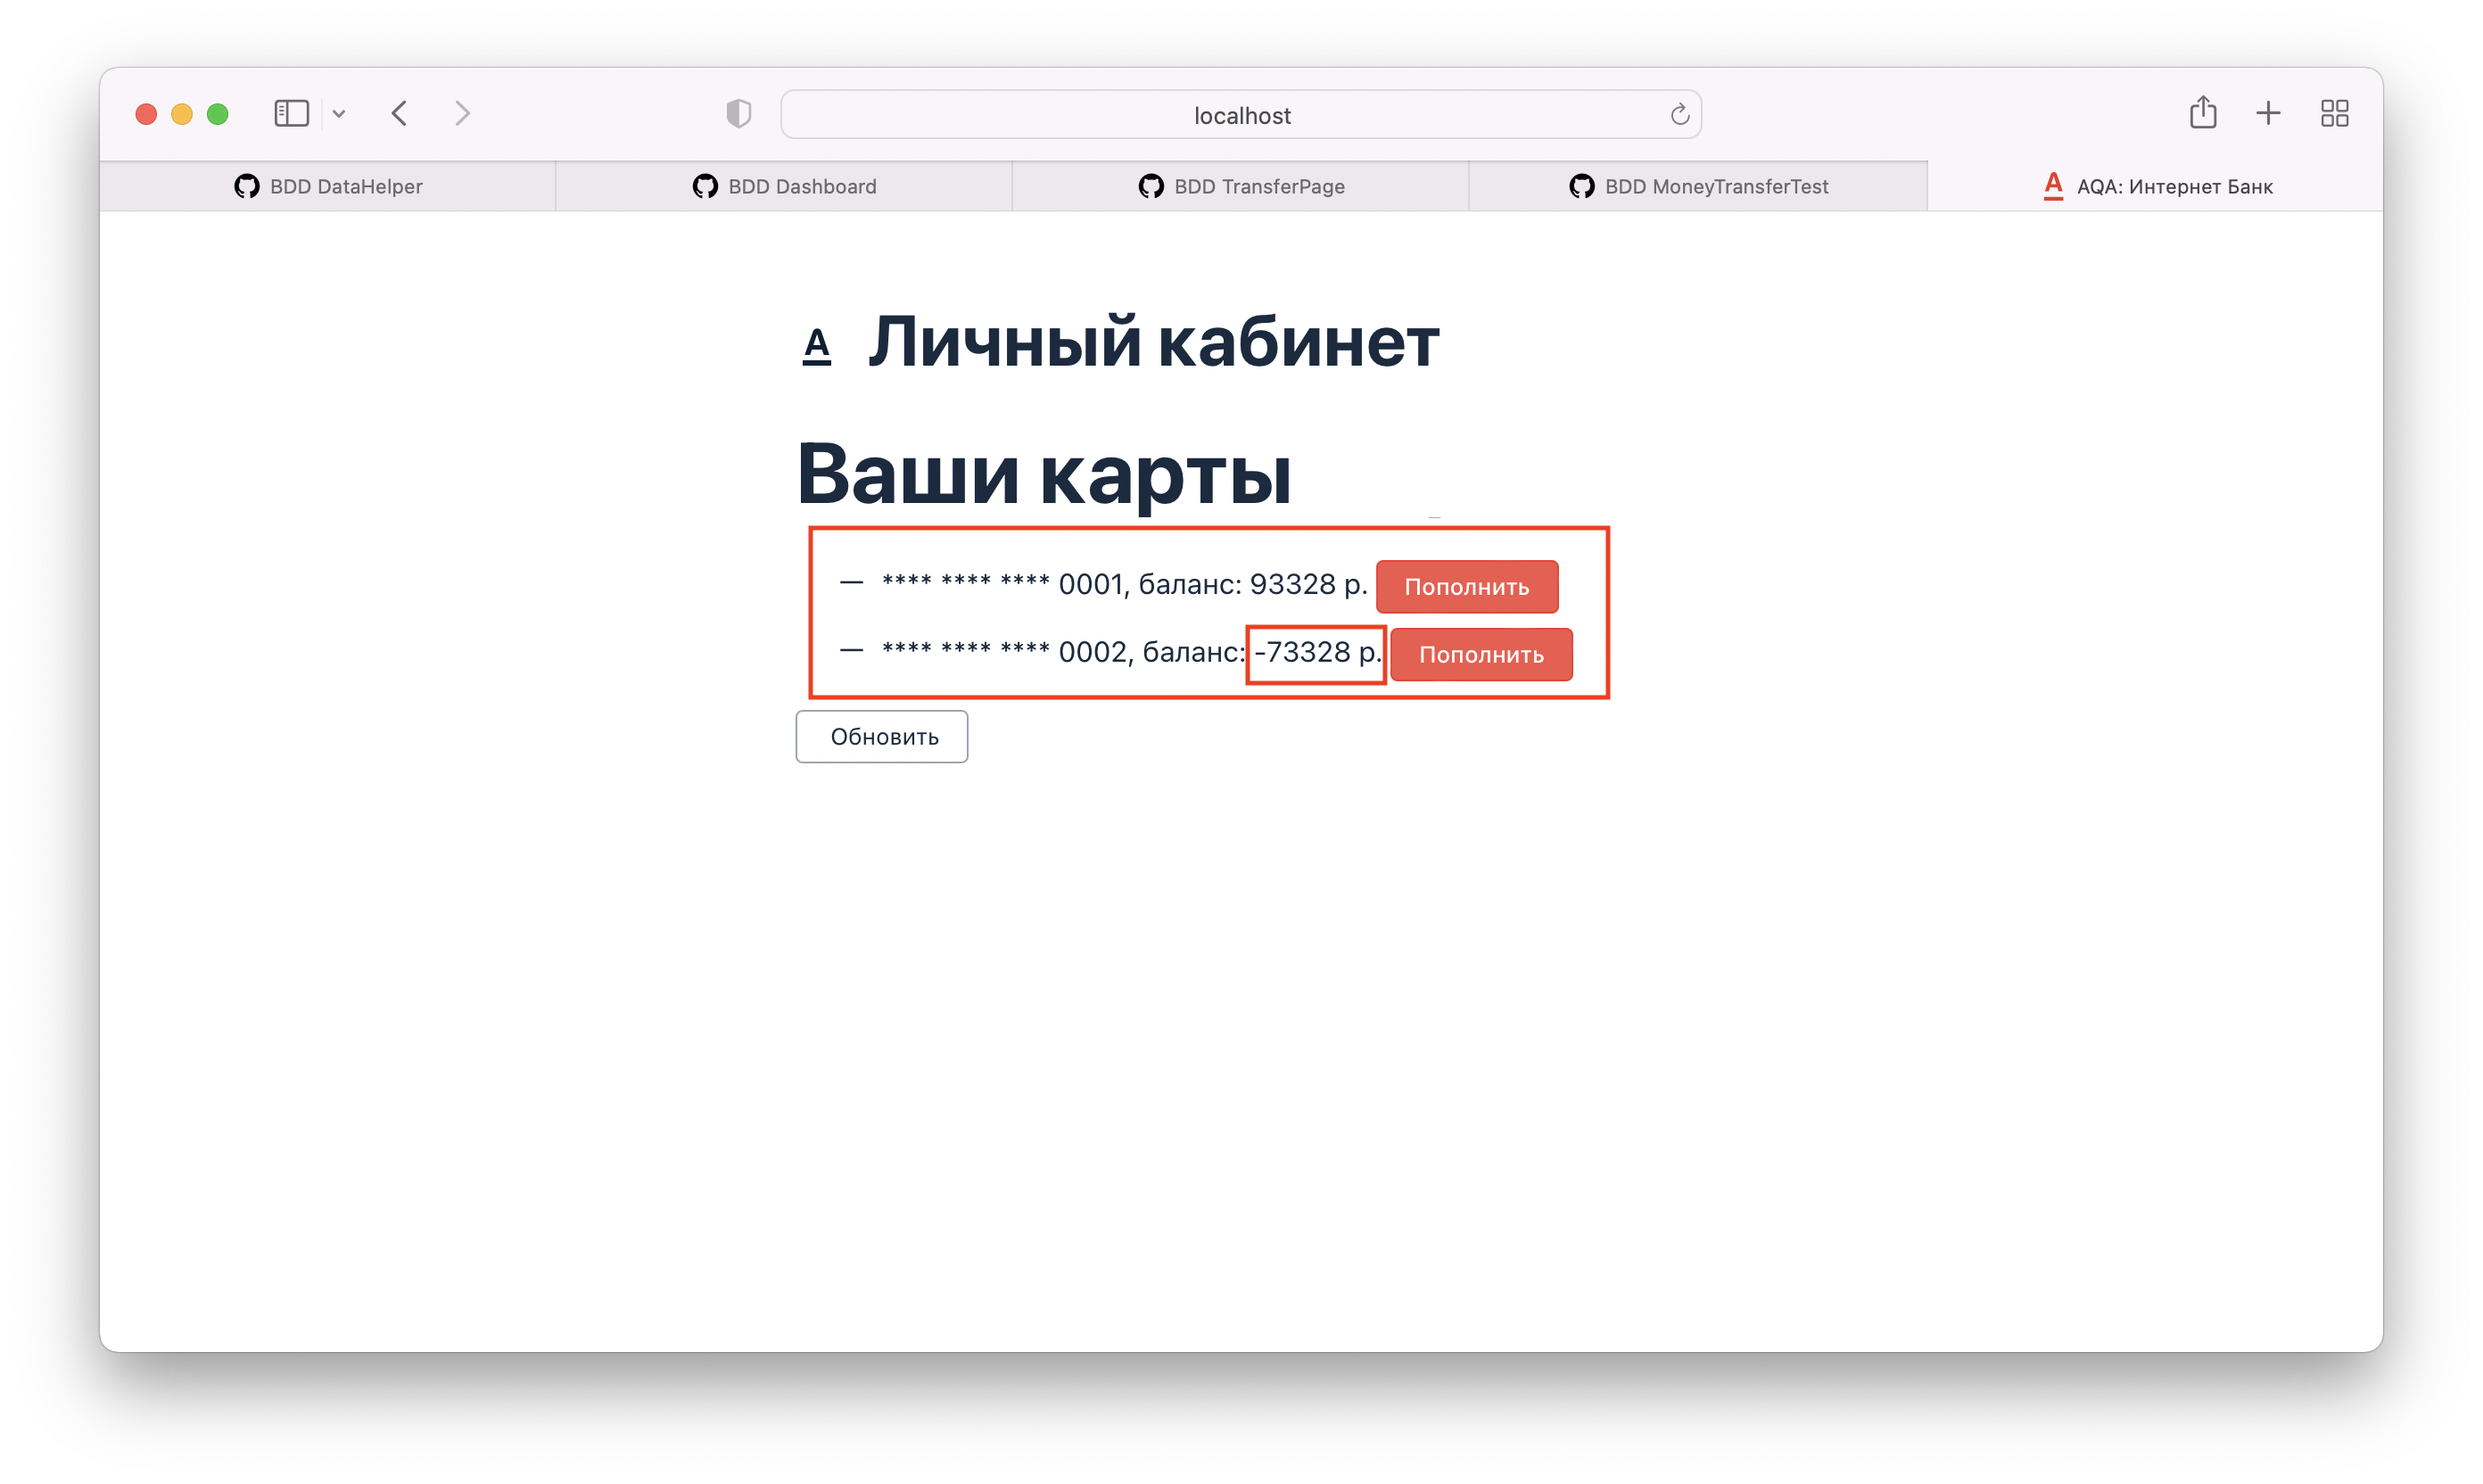 localhost
BDD DataHelper
BDD Dashboard
BDD TransferPage
BDD MoneyTransferTest
A AQA: Интернет Банк
A Личный кабинет
Ваши карты
— **** **** **** 0001, баланс: 93328 р. Пополнить
— **** **** **** 0002, баланс: -73328 р. Пополнить
Обновить